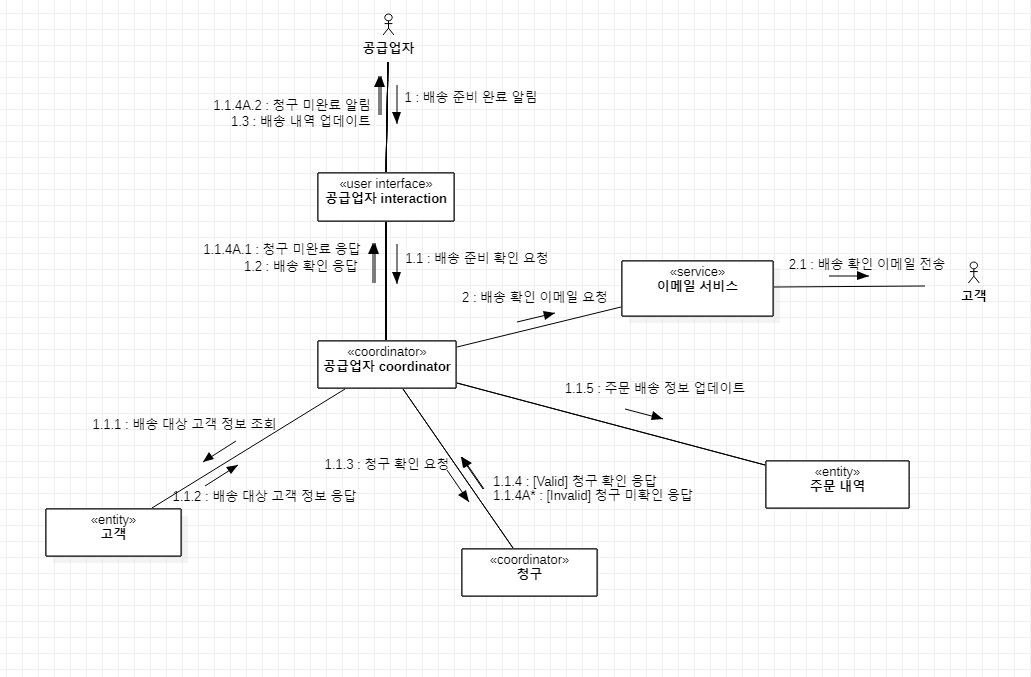 공급업자
1.1.4A.2 : 청구 미완료 알림
1.3 : 배송 내역 업데이트
1 : 배송 준비 완료 알림
«user interface»
공급업자 interaction
1.1.4A.1 : 청구 미완료 응답
1.2 : 배송 확인 응답
1.1 : 배송 준비 확인 요청
«service»
이메일 서비스
2.1 : 배송 확인 이메일 전송
고객
2 : 배송 확인 이메일 요청
«coordinator»
공급업자 coordinator
1.1.5 : 주문 배송 정보 업데이트
1.1.1 : 배송 대상 고객 정보 조회
1.1.2 : 배송 대상 고객 정보 응답
1.1.3 : 청구 확인 요청
1.1.4 : [Valid] 청구 확인 응답
1.1.4A* : [Invalid] 청구 미확인 응답
«entity»
주문 내역
«entity»
고객
«coordinator»
청구